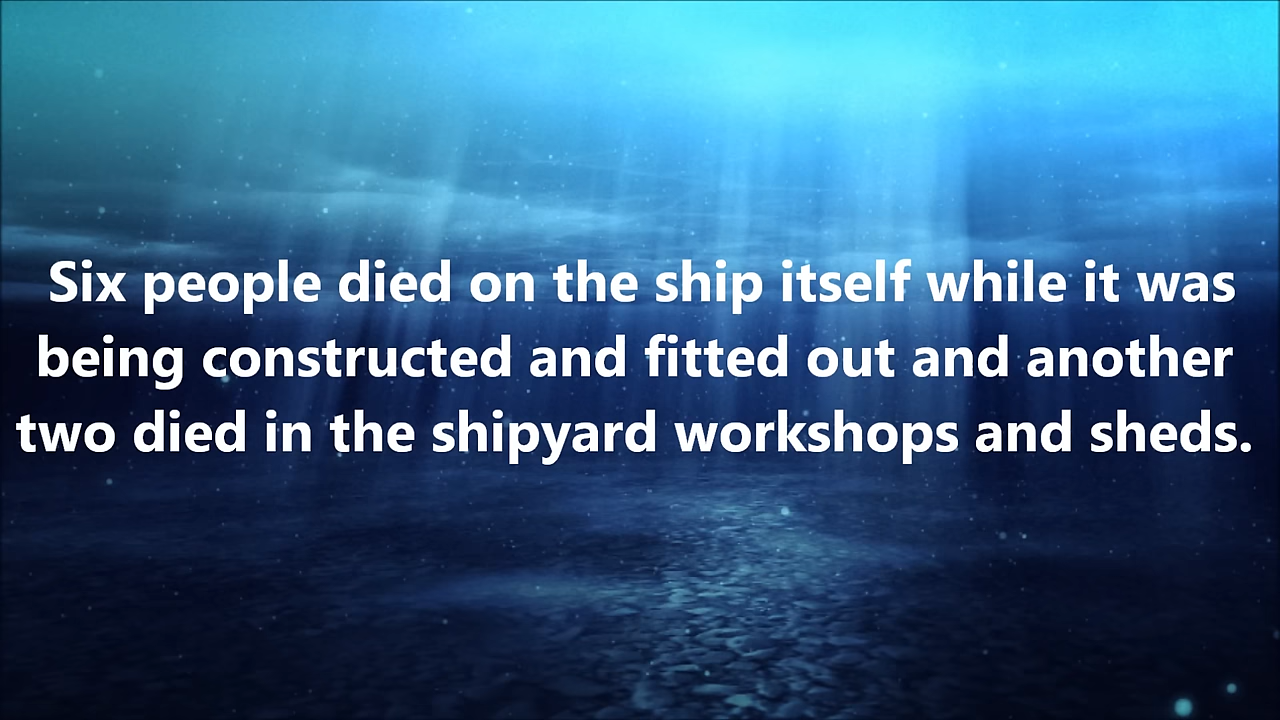 Six people died on the ship itself while it was
being constructed and fitted out and another
two died in the shipyard workshops and sheds.